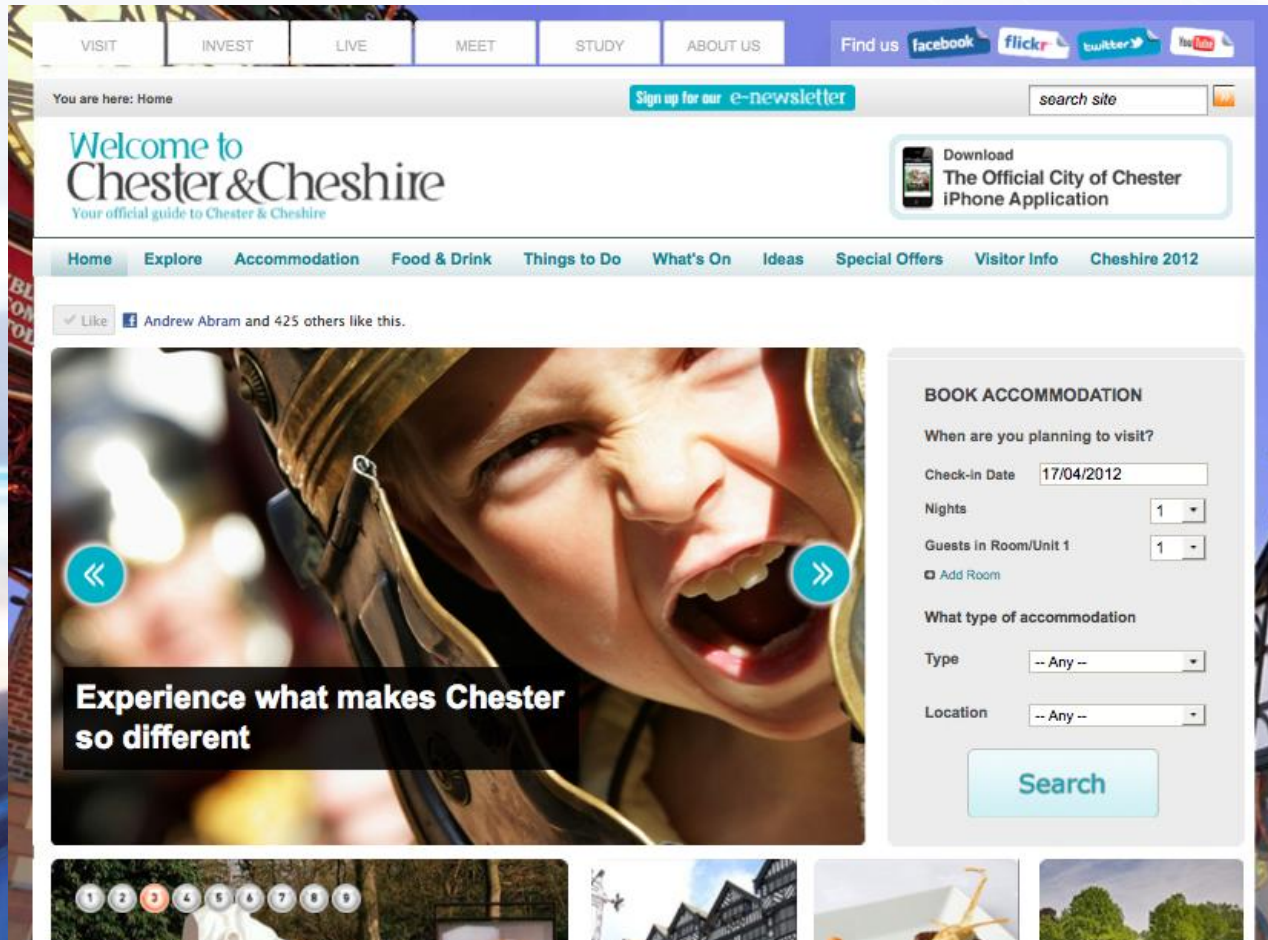 VISIT INVEST LIVE MEET STUDY ABOUT US Find us facebook flickr twitter You Tube
You are here: Home Sign up for our e-newsletter search site
Welcome to
Chester &Cheshire
Your official guide to Chester & Cheshire
Download
The Official City of Chester
iPhone Application
Home Explore Accommodation Food & Drink Things to Do What's On Ideas Special Offers Visitor Info Cheshire 2012
Like Andrew Abram and 425 others like this.
Experience what makes Chester
so different
BOOK ACCOMMODATION
When are you planning to visit?
Check-in Date 17/04/2012
Nights 1
Guests in Room/Unit 1 1
Add Room
What type of accommodation
Type -- Any --
Location -- Any --
Search
1 2 3 4 5 6 7 8 9